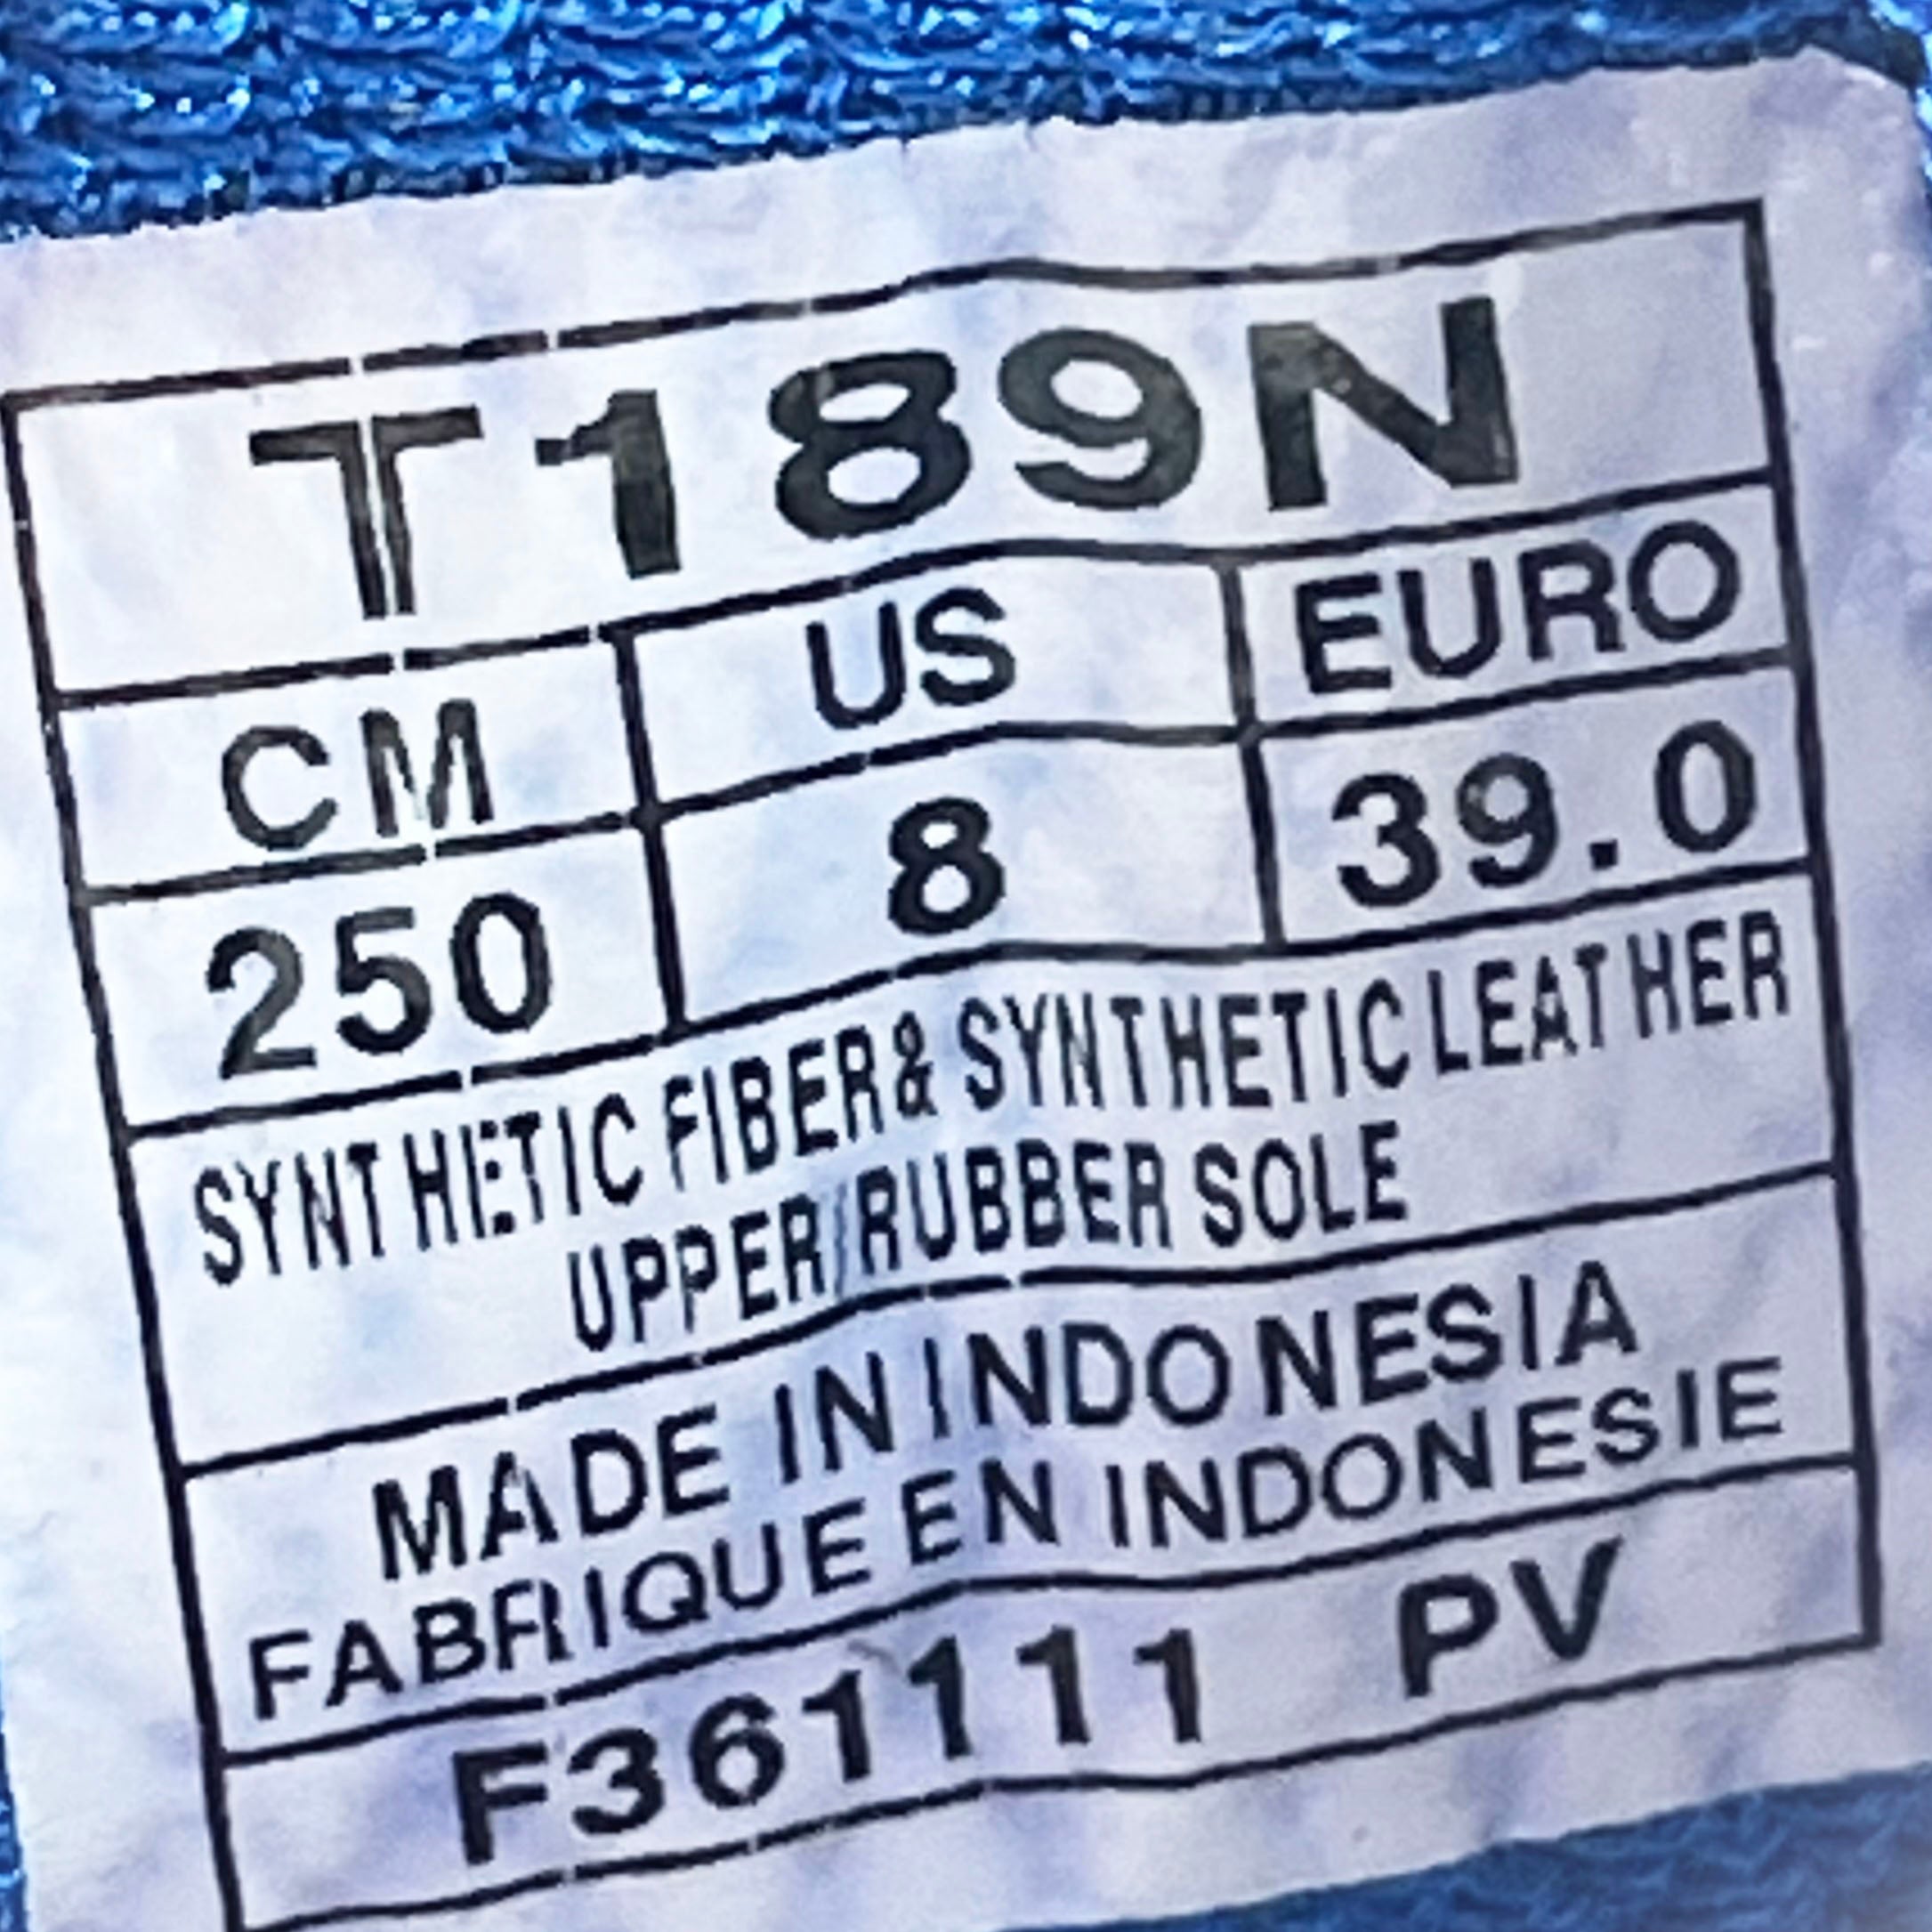 T189N
CM US EURO
250 8 39.0
SYNTHETIC FIBER & SYNTHETIC LEATHER
UPPER/RUBBER SOLE
MADE IN INDONESIA
FABRIQUE EN INDONESIE
F361111 PV